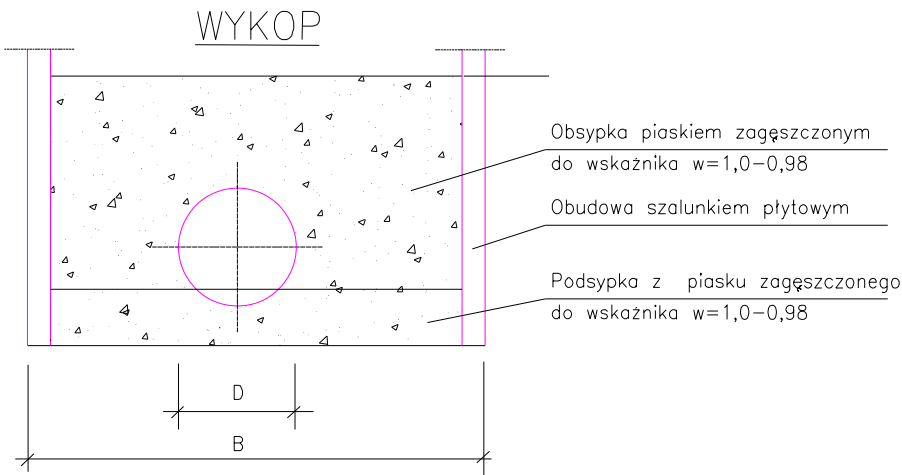 WYKOP
Obsypka piaskiem zagęszczonym
do wskaźnika w=1,0-0,98
Obudowa szalunkiem płytowym
Podsypka z piasku zagęszczonego
do wskaźnika w=1,0-0,98
D
B